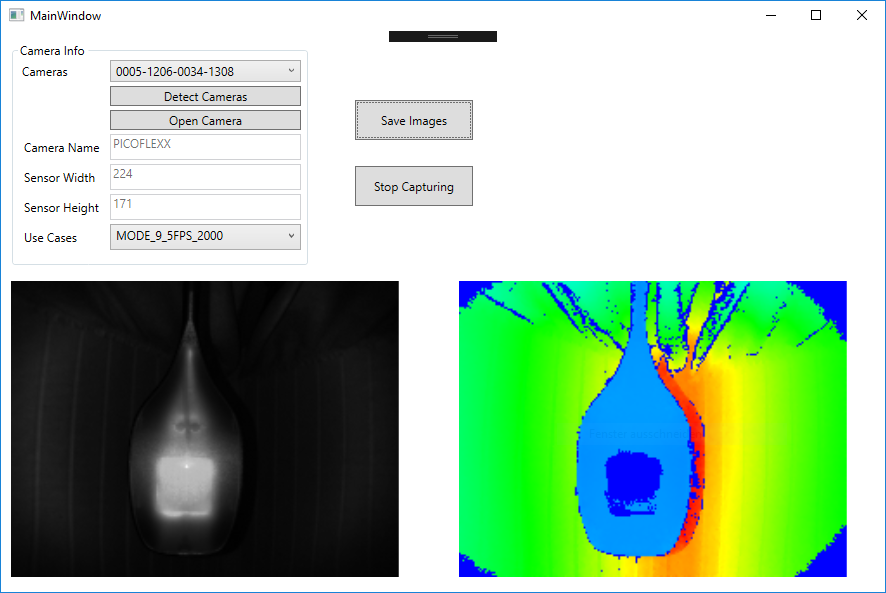 MainWindow
Camera Info
Cameras
0005-1206-0034-1308
Detect Cameras
Open Camera
Camera Name
PICOFLEXX
Sensor Width
224
Sensor Height
171
Use Cases
MODE_9_5FPS_2000
Save Images
Stop Capturing